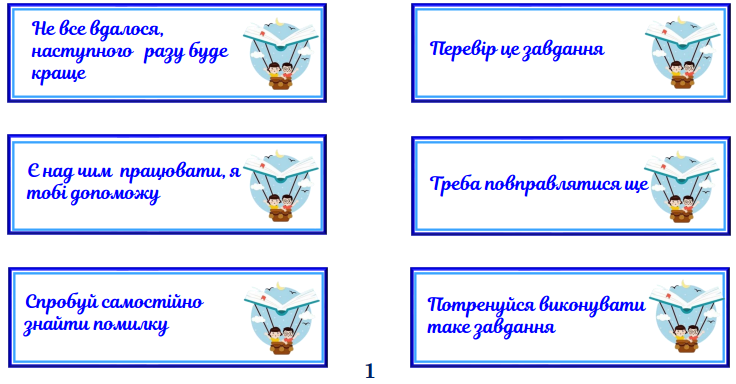 Не все вдалося,
наступного разу буде
краще
Перевір це завдання
Є над чим працювати, я
тобі допоможу
Треба повправлятися ще
Спробуй самостійно
знайти помилку
Потренуйся виконувати
таке завдання
1